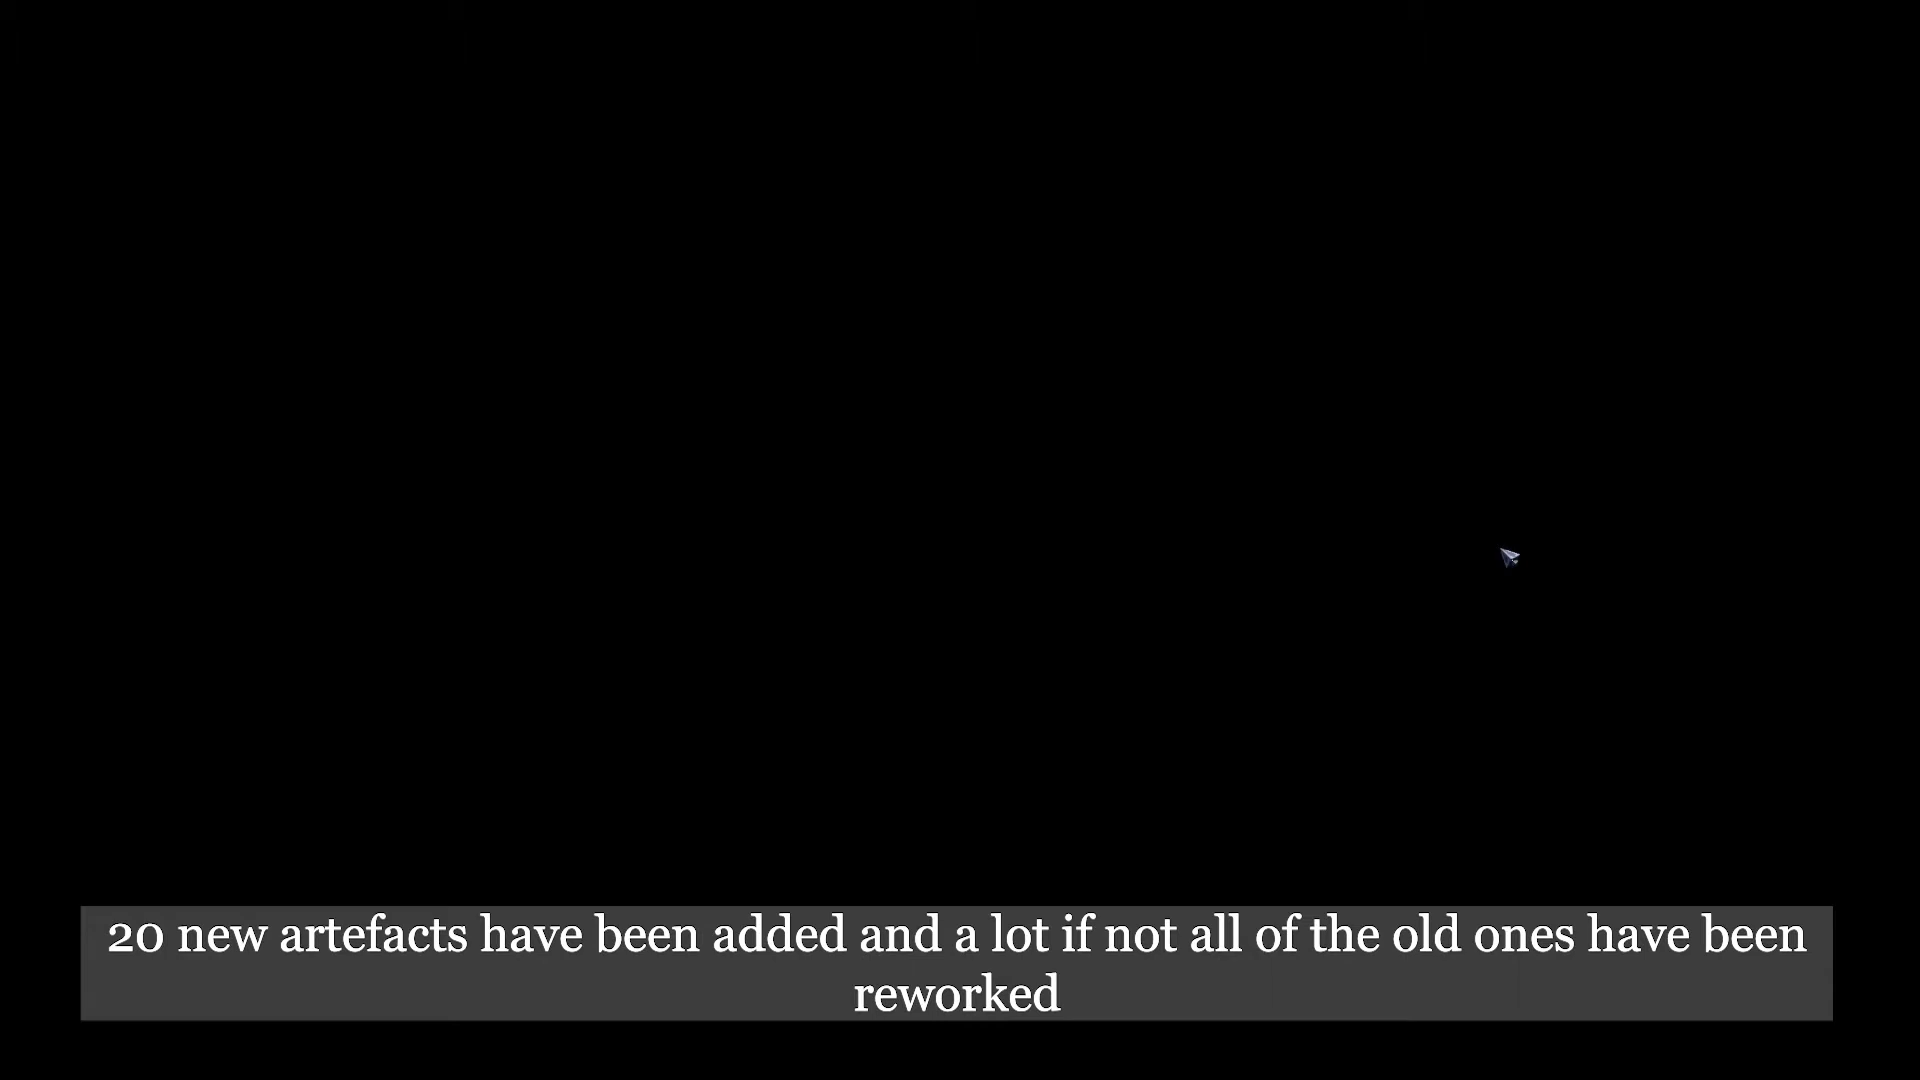 20 new artefacts have been added and a lot if not all of the old ones have been
reworked